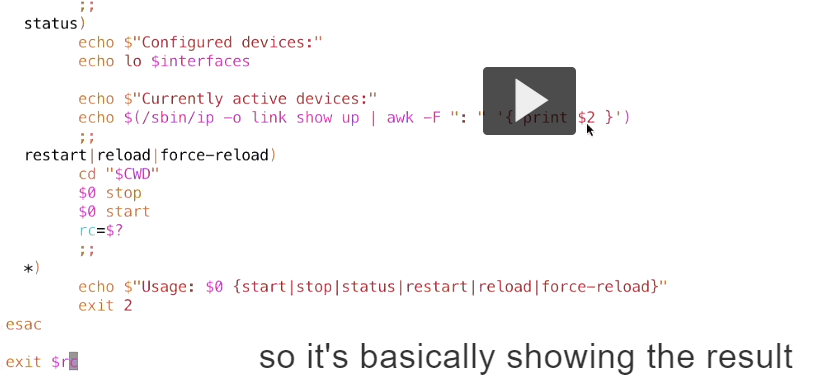 ;;
status)
echo $"Configured devices:"
echo lo $interfaces
echo $"Currently active devices:"
echo $(/sbin/ip -o link show up | awk -F ": " '{ print $2 }')
;;
restart|reload|force-reload)
cd "$CWD"
$0 stop
$0 start
rc=$?
;;
*)
echo $"Usage: $0 {start|stop|status|restart|reload|force-reload}"
exit 2
esac
exit $rc
so it's basically showing the result